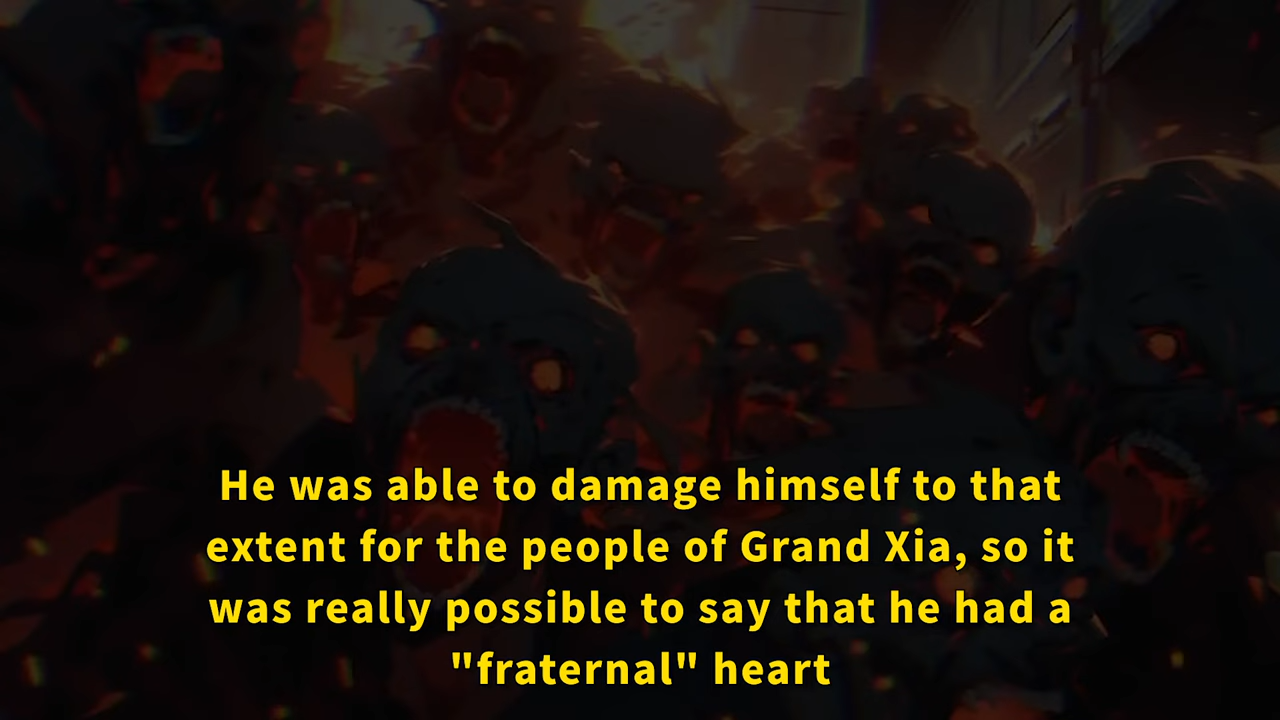 He was able to damage himself to that
extent for the people of Grand Xia, so it
was really possible to say that he had a
"fraternal" heart